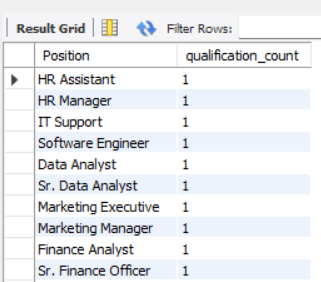 Result Grid Filter Rows:
Position qualification_count
HR Assistant 1
HR Manager 1
IT Support 1
Software Engineer 1
Data Analyst 1
Sr. Data Analyst 1
Marketing Executive 1
Marketing Manager 1
Finance Analyst 1
Sr. Finance Officer 1